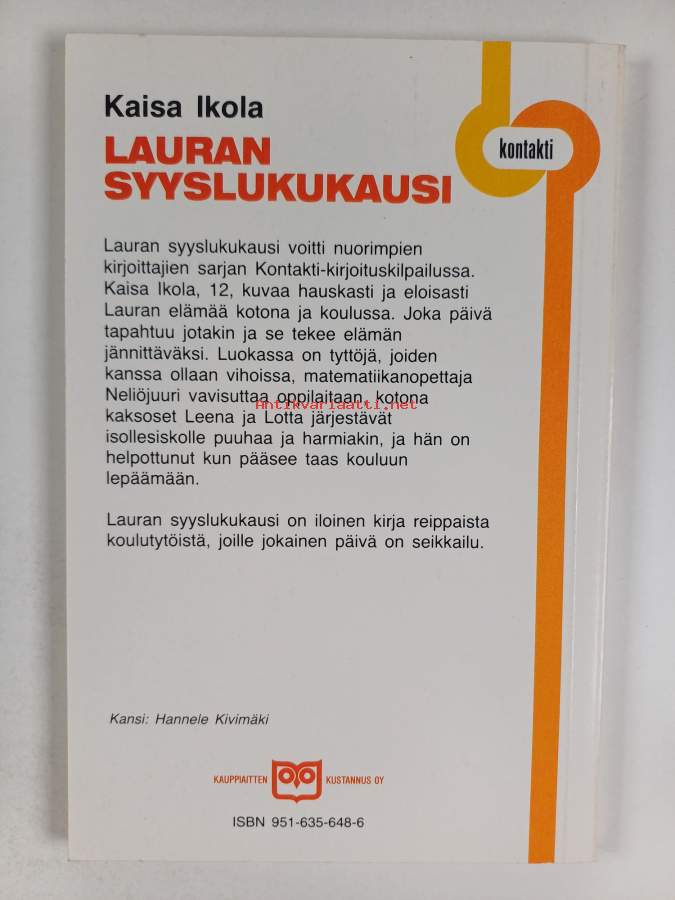 Kaisa Ikola
LAURAN
SYYSLUKUKAUSI
kontakti
Lauran syyslukukausi voitti nuorimpien
kirjoittajien sarjan Kontakti-kirjoituskilpailussa.
Kaisa Ikola, 12, kuvaa hauskasti ja eloisasti
Lauran elämää kotona ja koulussa. Joka päivä
tapahtuu jotakin ja se tekee elämän
jännittäväksi. Luokassa on tyttöjä, joiden
kanssa ollaan vihoissa, matematiikanopettaja
Neliöjuuri vavisuttaa oppilaitaan, kotona
Antikvariaatti.net
kaksoset Leena ja Lotta järjestävät
isollesiskolle puuhaa ja harmiakin, ja hän on
helpottunut kun pääsee taas kouluun
lepäämään.
Lauran syyslukukausi on iloinen kirja reippaista
koulutytöistä, joille jokainen päivä on seikkailu.
Kansi: Hannele Kivimäki
KAUPPIAITTEN KUSTANNUS OY
ISBN 951-635-648-6